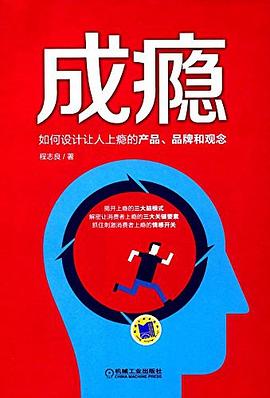 成瘾
如何设计让人上瘾的产品、品牌和观念
程志良／著
揭开上瘾的三大脑模式
解密让消费者上瘾的三大关键要素
抓住刺激消费者上瘾的情感开关
机械工业出版社
CHINA MACHINE PRESS